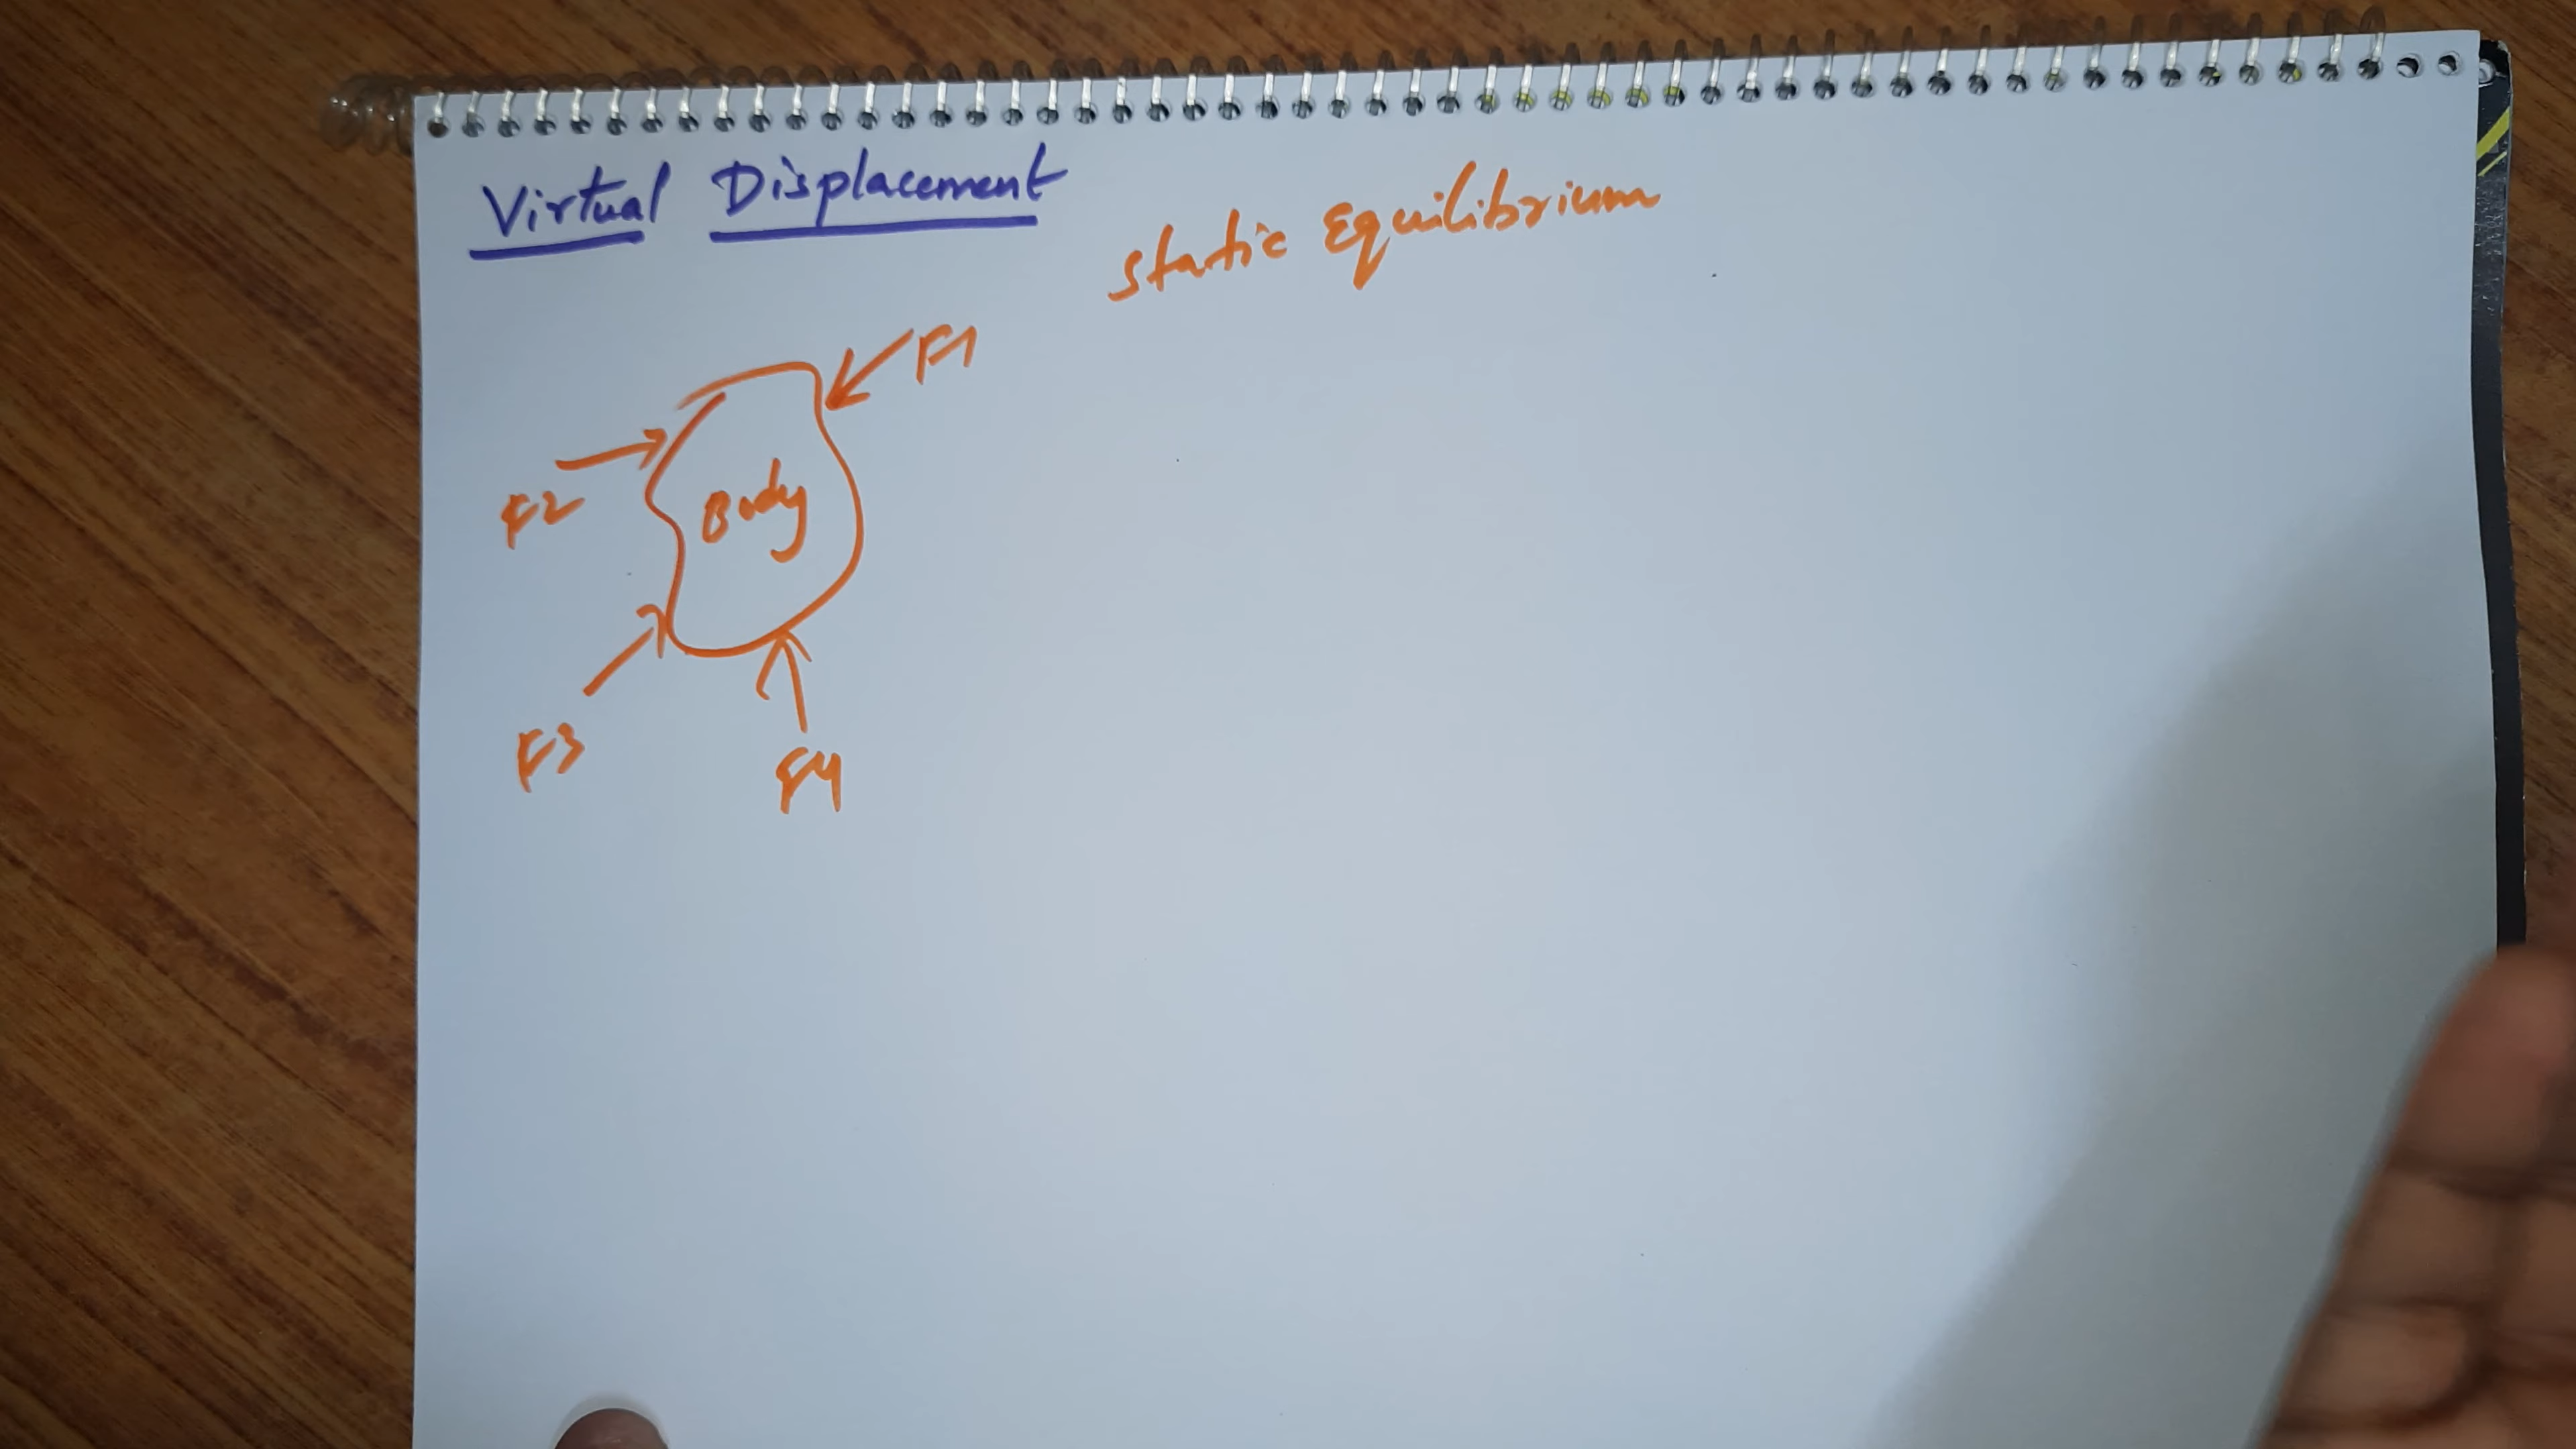 Virtual Displacement
Static Equilibrium
F1
F2
Body
F3
F4